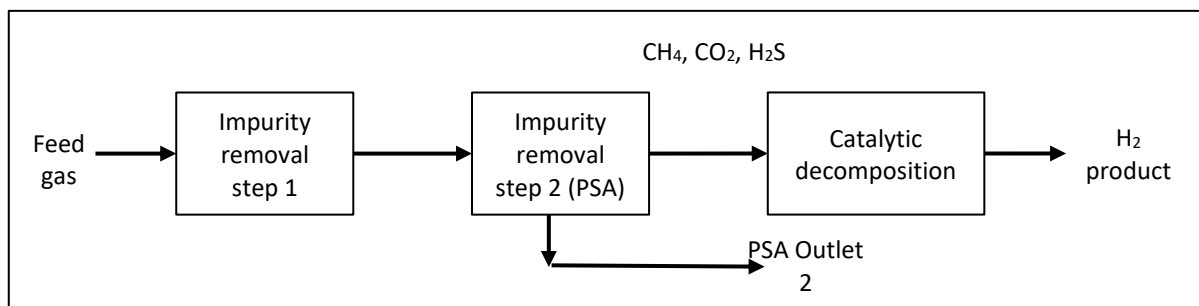 CH₄, CO₂, H₂S
Feed
gas
Impurity
removal
step 1
Impurity
removal
step 2 (PSA)
Catalytic
decomposition
H₂
product
PSA Outlet
2